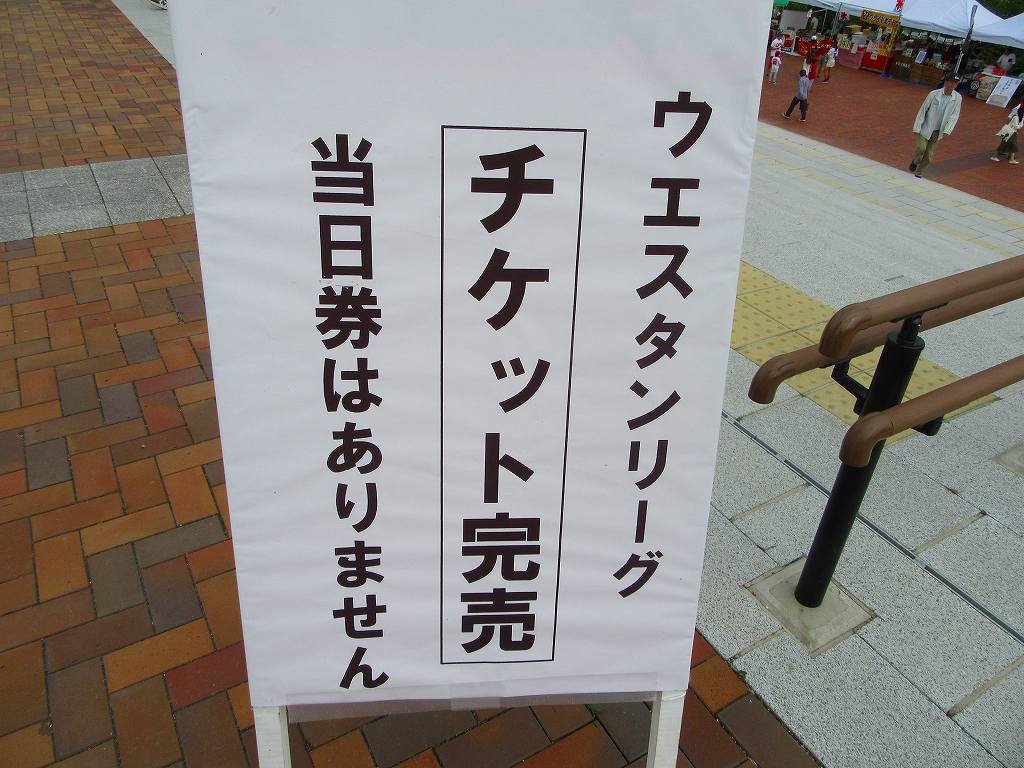 ウエスタンリーグ
チケット完売
当日券はありません